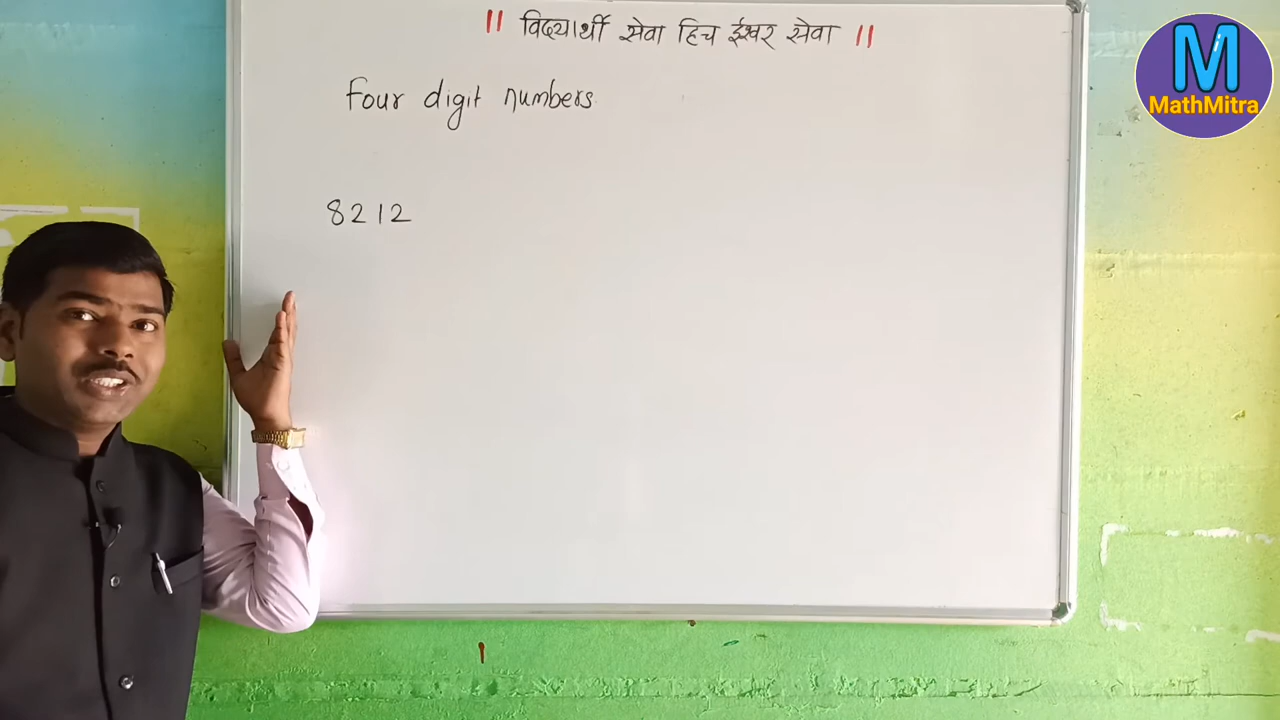 || विद्यार्थी सेवा हिच ईश्वर सेवा ||
Four digit numbers
8212
M
MathMitra